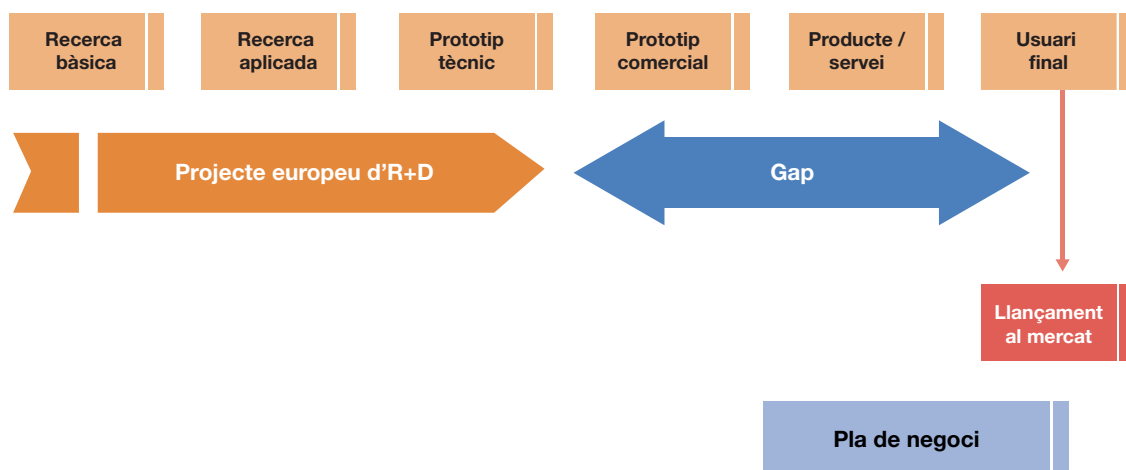 Recerca
bàsica
Recerca
aplicada
Prototip
tècnic
Prototip
comercial
Producte /
servei
Usuari
final
Projecte europeu d'R+D
Gap
Llançament
al mercat
Pla de negoci